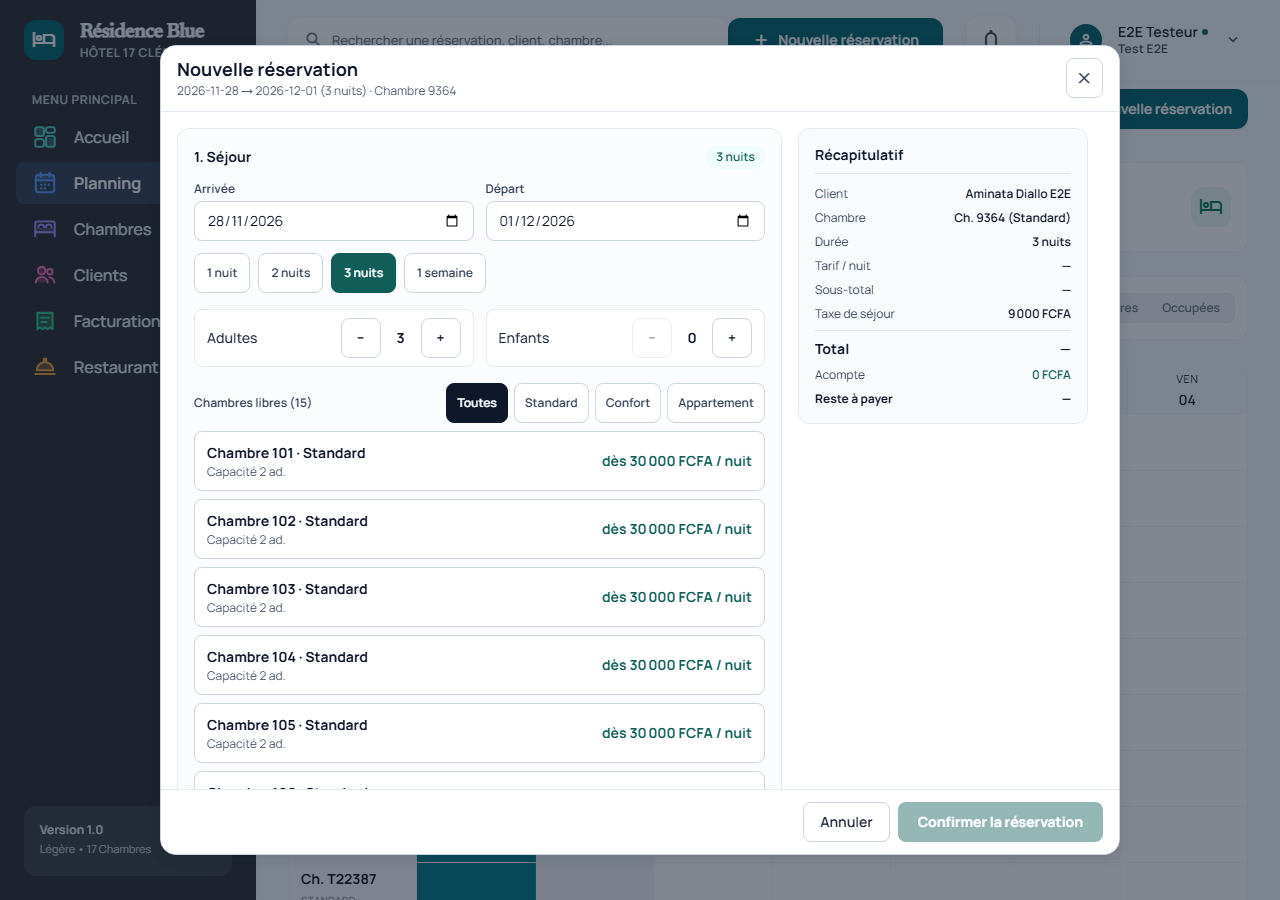 Résidence Blue
HÔTEL 17 CLÉ
Rechercher une réservation, client, chambre...
Nouvelle réservation
E2E Testeur
Test E2E
MENU PRINCIPAL
Accueil
Planning
Chambres
Clients
Facturation
Restaurant
Version 1.0
Légère • 17 Chambres
Nouvelle réservation
2026-11-28 → 2026-12-01 (3 nuits) · Chambre 9364
velle réservation
1. Séjour
3 nuits
Arrivée
Départ
28/11/2026
01/12/2026
1 nuit
2 nuits
3 nuits
1 semaine
Adultes
−
3
+
Enfants
−
0
+
Chambres libres (15)
Toutes
Standard
Confort
Appartement
Chambre 101 · Standard
Capacité 2 ad.
dès 30 000 FCFA / nuit
Chambre 102 · Standard
Capacité 2 ad.
dès 30 000 FCFA / nuit
Chambre 103 · Standard
Capacité 2 ad.
dès 30 000 FCFA / nuit
Chambre 104 · Standard
Capacité 2 ad.
dès 30 000 FCFA / nuit
Chambre 105 · Standard
Capacité 2 ad.
dès 30 000 FCFA / nuit
Récapitulatif
Client Aminata Diallo E2E
Chambre Ch. 9364 (Standard)
Durée 3 nuits
Tarif / nuit —
Sous-total —
Taxe de séjour 9 000 FCFA
Total —
Acompte 0 FCFA
Reste à payer —
res
Occupées
VEN
04
Annuler
Confirmer la réservation
Ch. T22387